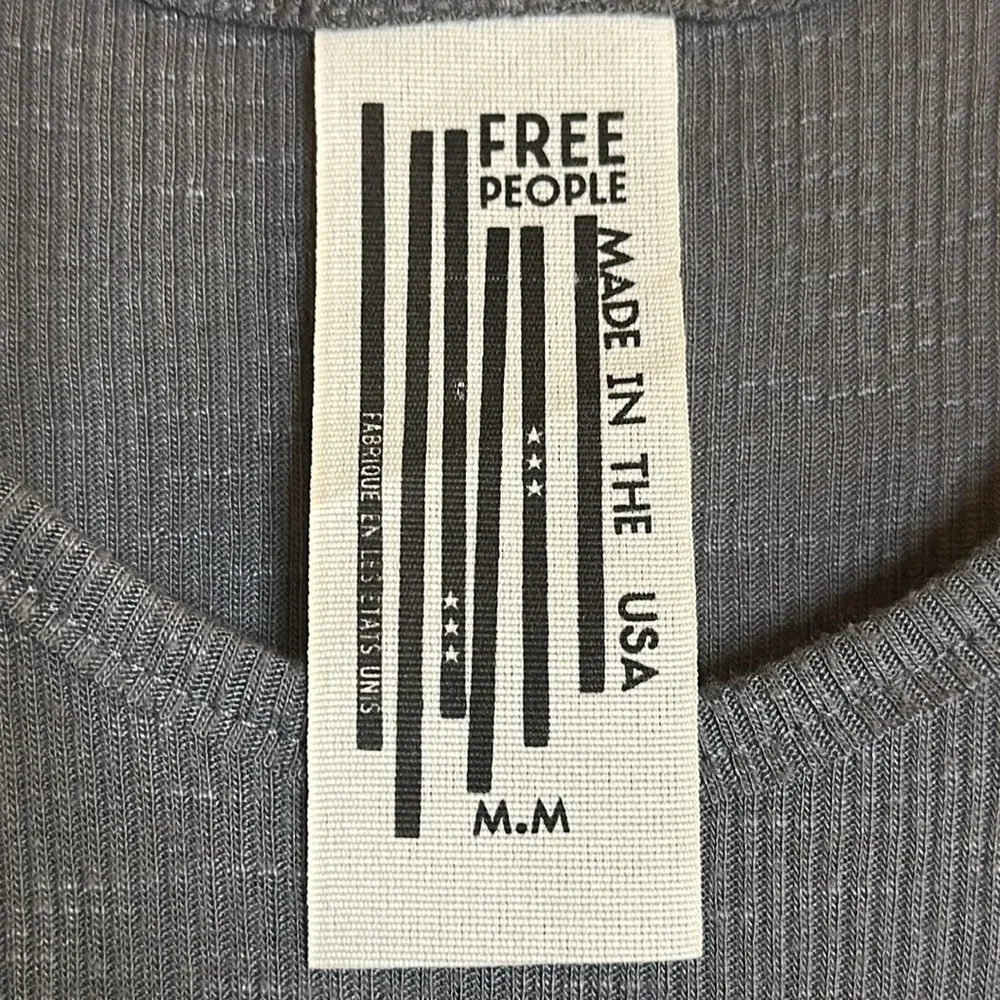 FREE
PEOPLE
MADE IN THE USA
FABRIQUE EN LES ETATS UNIS
M.M